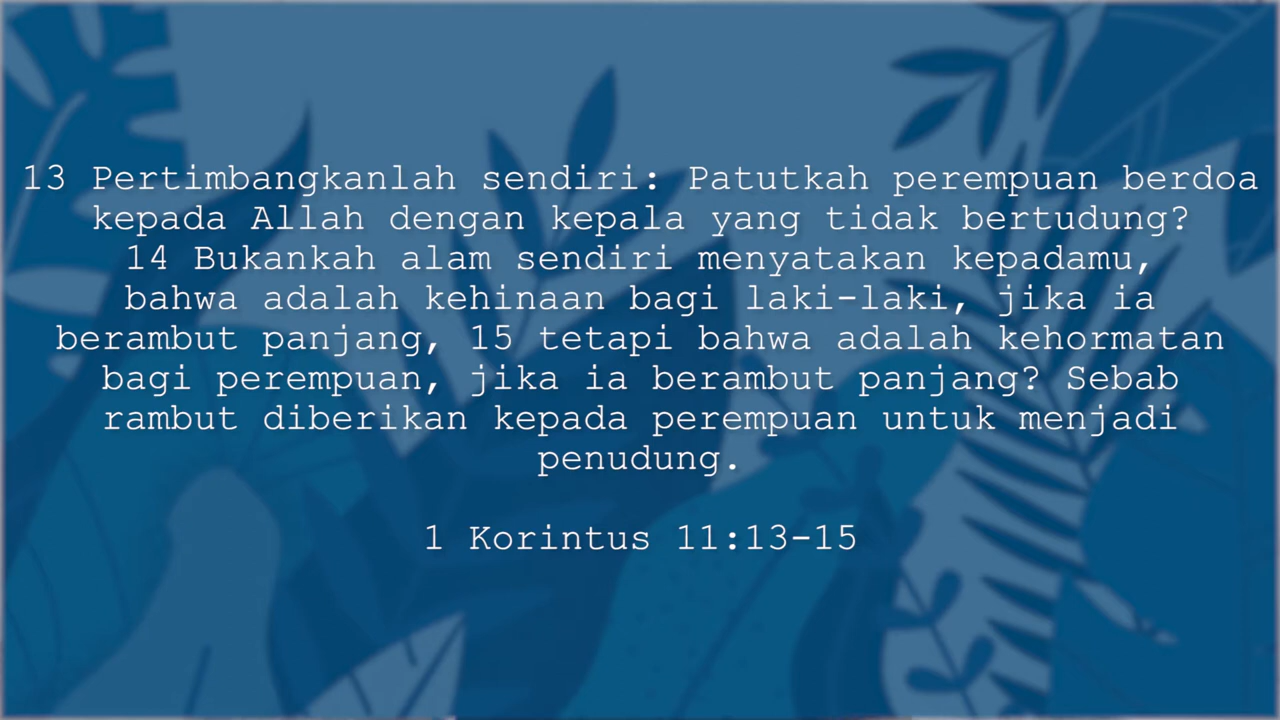 13 Pertimbangkanlah sendiri: Patutkah perempuan berdoa
kepada Allah dengan kepala yang tidak bertudung?
14 Bukankah alam sendiri menyatakan kepadamu,
bahwa adalah kehinaan bagi laki-laki, jika ia
berambut panjang, 15 tetapi bahwa adalah kehormatan
bagi perempuan, jika ia berambut panjang? Sebab
rambut diberikan kepada perempuan untuk menjadi
penudung.
1 Korintus 11:13-15